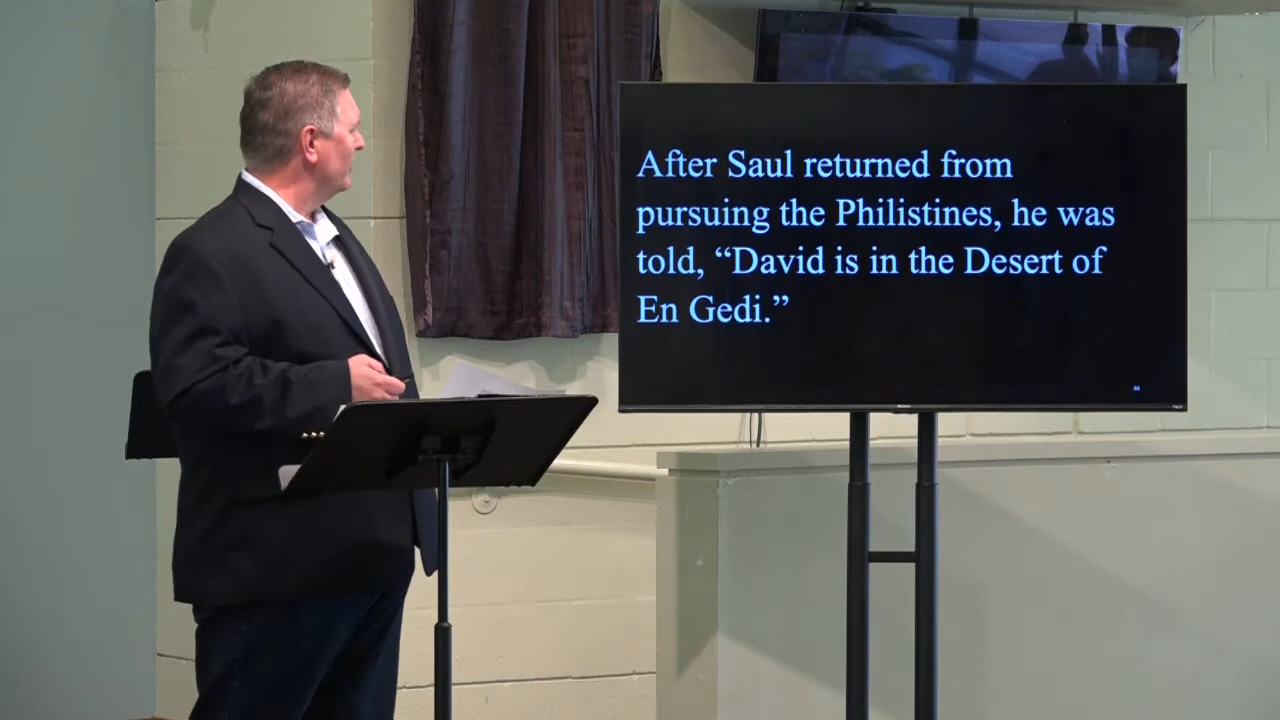 After Saul returned from
pursuing the Philistines, he was
told, “David is in the Desert of
En Gedi.”